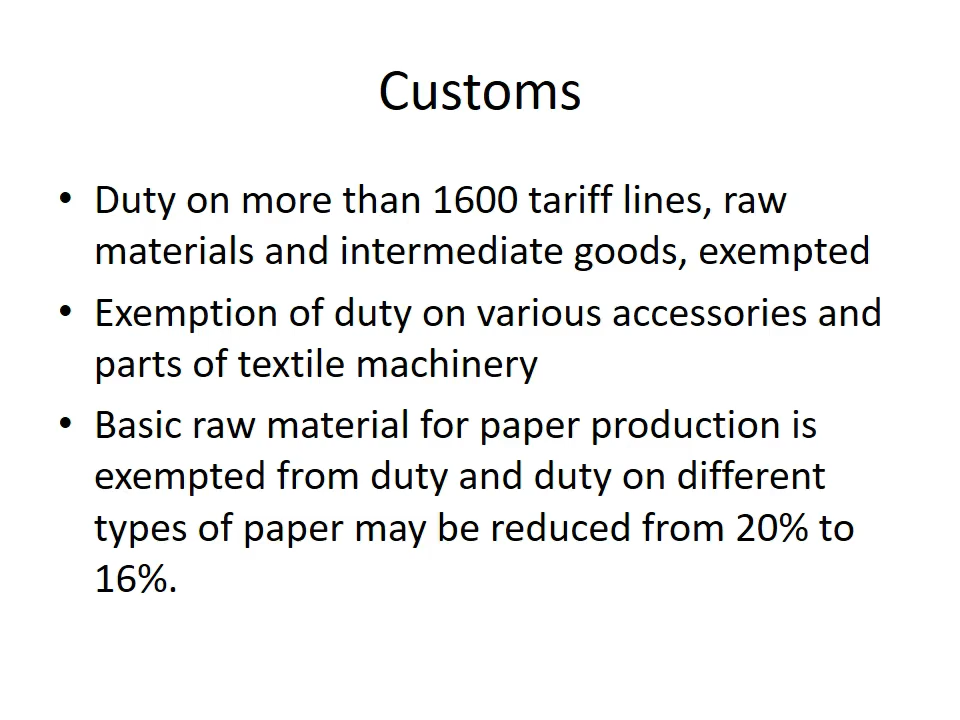 Customs
• Duty on more than 1600 tariff lines, raw
materials and intermediate goods, exempted
• Exemption of duty on various accessories and
parts of textile machinery
• Basic raw material for paper production is
exempted from duty and duty on different
types of paper may be reduced from 20% to
16%.